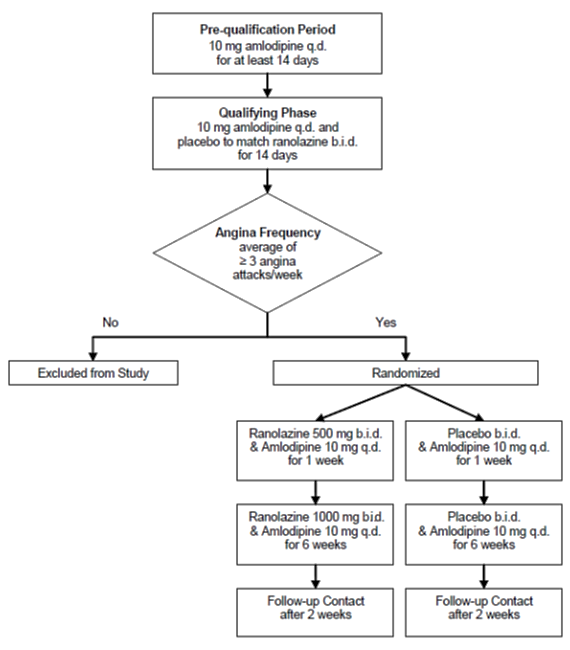 Pre-qualification Period
10 mg amlodipine q.d.
for at least 14 days
Qualifying Phase
10 mg amlodipine q.d. and
placebo to match ranolazine b.i.d.
for 14 days
Angina Frequency
average of
≥ 3 angina
attacks/week
No
Yes
Excluded from Study
Randomized
Ranolazine 500 mg b.i.d.
& Amlodipine 10 mg q.d.
for 1 week
Placebo b.i.d.
& Amlodipine 10 mg q.d.
for 1 week
Ranolazine 1000 mg bid.
& Amlodipine 10 mg q.d.
for 6 weeks
Placebo b.i.d.
& Amlodipine 10 mg q.d.
for 6 weeks
Follow-up Contact
after 2 weeks
Follow-up Contact
after 2 weeks